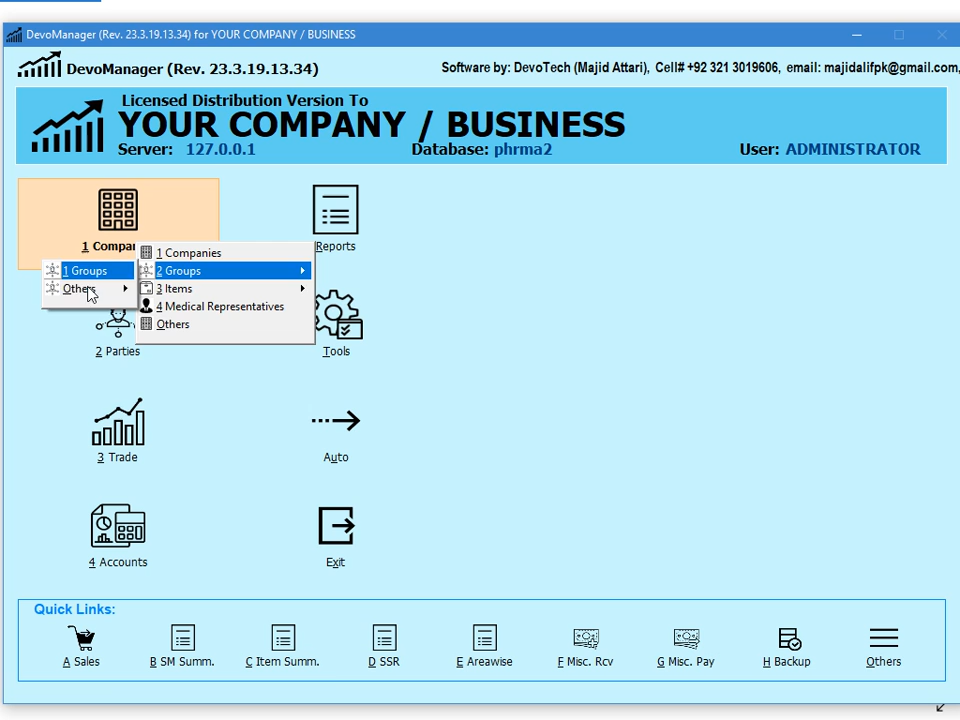 DevoManager (Rev. 23.3.19.13.34) for YOUR COMPANY / BUSINESS
DevoManager (Rev. 23.3.19.13.34)
Software by: DevoTech (Majid Attari), Cell# +92 321 3019606, email: majidalifpk@gmail.com,
Licensed Distribution Version To
YOUR COMPANY / BUSINESS
Server: 127.0.0.1
Database: phrma2
User: ADMINISTRATOR
1 Compan
Reports
1 Companies
2 Groups
3 Items
4 Medical Representatives
Others
1 Groups
Others
2 Parties
Tools
3 Trade
Auto
4 Accounts
Exit
Quick Links:
A Sales
B SM Summ.
C Item Summ.
D SSR
E Areawise
F Misc. Rcv
G Misc. Pay
H Backup
Others